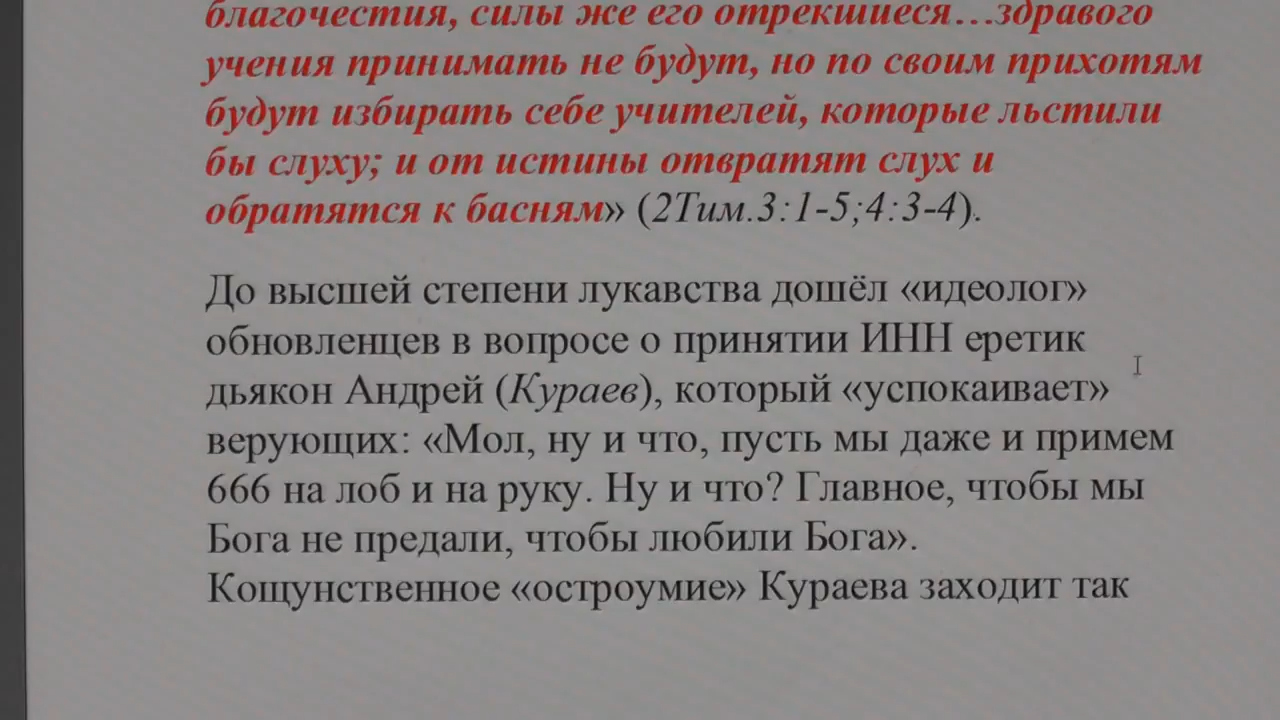 благочестия, силы же его отрекшиеся…здравого
учения принимать не будут, но по своим прихотям
будут избирать себе учителей, которые льстили
бы слуху; и от истины отвратят слух и
обратятся к басням» (2Тим.3:1-5;4:3-4).
До высшей степени лукавства дошёл «идеолог»
обновленцев в вопросе о принятии ИНН еретик
дьякон Андрей (Кураев), который «успокаивает»
верующих: «Мол, ну и что, пусть мы даже и примем
666 на лоб и на руку. Ну и что? Главное, чтобы мы
Бога не предали, чтобы любили Бога».
Кощунственное «остроумие» Кураева заходит так